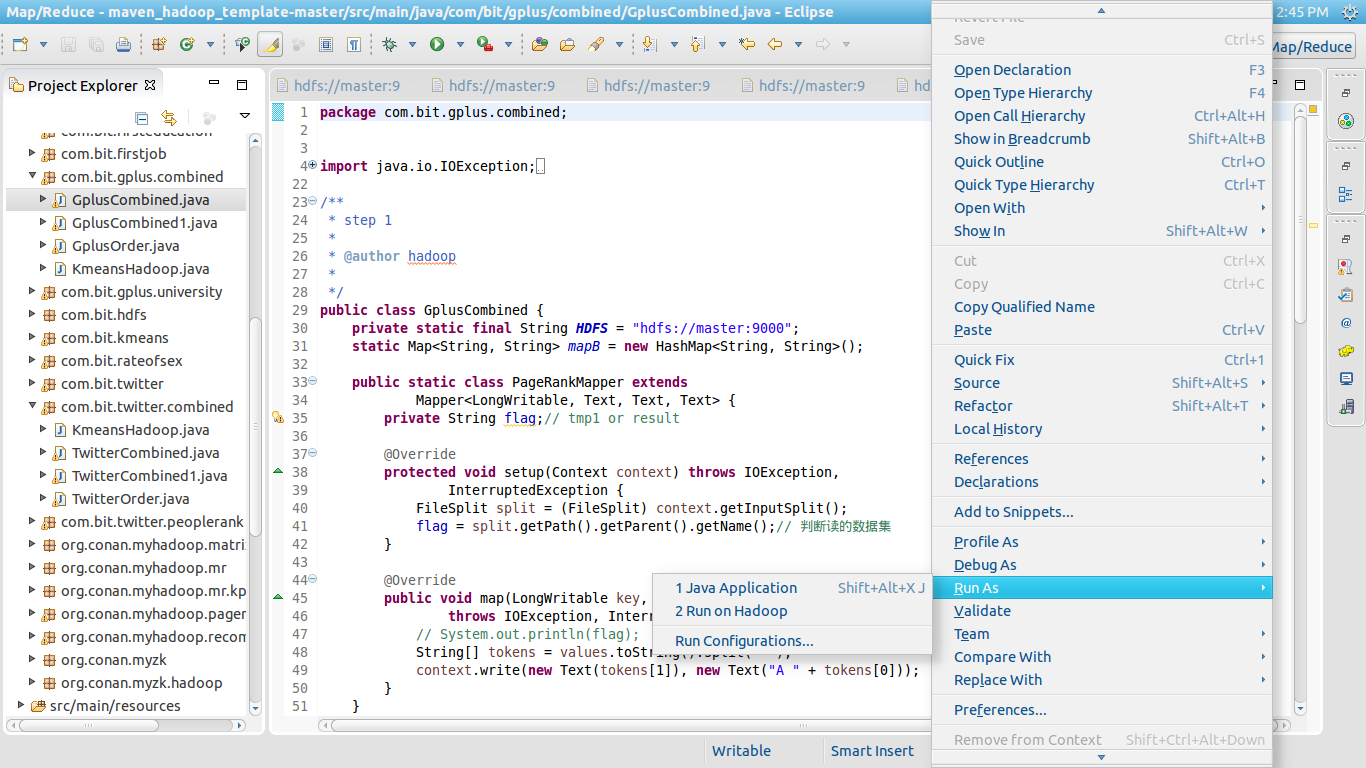 Map/Reduce - maven_hadoop_template-master/src/main/java/com/bit/gplus/combined/GplusCombined.java - Eclipse
2:45 PM
Map/Reduce
Project Explorer
com.bit.firsteducation
com.bit.firstjob
com.bit.gplus.combined
GplusCombined.java
GplusCombined1.java
GplusOrder.java
KmeansHadoop.java
com.bit.gplus.university
com.bit.hdfs
com.bit.kmeans
com.bit.rateofsex
com.bit.twitter
com.bit.twitter.combined
KmeansHadoop.java
TwitterCombined.java
TwitterCombined1.java
TwitterOrder.java
com.bit.twitter.peoplerank
org.conan.myhadoop.matri
org.conan.myhadoop.mr
org.conan.myhadoop.mr.kp
org.conan.myhadoop.pager
org.conan.myhadoop.recom
org.conan.myzk
org.conan.myzk.hadoop
src/main/resources
hdfs://master:9 hdfs://master:9 hdfs://master:9 hdfs://master:9 hd
1 package com.bit.gplus.combined;
2
3
4 import java.io.IOException;
22
23 /**
24 * step 1
25 *
26 * @author hadoop
27 *
28 */
29 public class GplusCombined {
30 private static final String HDFS = "hdfs://master:9000";
31 static Map<String, String> mapB = new HashMap<String, String>();
32
33 public static class PageRankMapper extends
34 Mapper<LongWritable, Text, Text, Text> {
35 private String flag;// tmp1 or result
36
37 @Override
38 protected void setup(Context context) throws IOException,
39 InterruptedException {
40 FileSplit split = (FileSplit) context.getInputSplit();
41 flag = split.getPath().getParent().getName();// 判断读的数据集
42 }
43
44 @Override
45 public void map(LongWritable key,
46 throws IOException, Interr
47 // System.out.println(flag);
48 String[] tokens = values.toString().split(
49 context.write(new Text(tokens[1]), new Text("A " + tokens[0]));
50 }
51 }
1 Java Application Shift+Alt+X J
2 Run on Hadoop
Run Configurations...
Revert File
Save Ctrl+S
Open Declaration F3
Open Type Hierarchy F4
Open Call Hierarchy Ctrl+Alt+H
Show in Breadcrumb Shift+Alt+B
Quick Outline Ctrl+O
Quick Type Hierarchy Ctrl+T
Open With
Show In Shift+Alt+W
Cut Ctrl+X
Copy Ctrl+C
Copy Qualified Name
Paste Ctrl+V
Quick Fix Ctrl+1
Source Shift+Alt+S
Refactor Shift+Alt+T
Local History
References
Declarations
Add to Snippets...
Profile As
Debug As
Run As
Validate
Team
Compare With
Replace With
Preferences...
Remove from Context Shift+Ctrl+Alt+Down
Writable Smart Insert